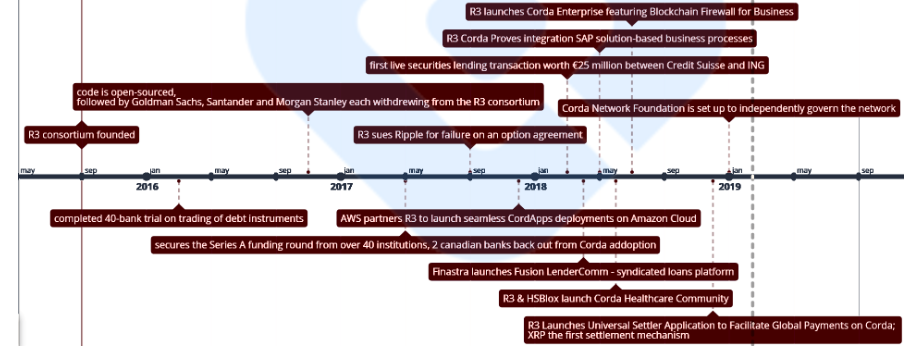 R3 launches Corda Enterprise featuring Blockchain Firewall for Business
R3 Corda Proves integration SAP solution-based business processes
first live securities lending transaction worth €25 million between Credit Suisse and ING
code is open-sourced,
followed by Goldman Sachs, Santander and Morgan Stanley each withdrewing from the R3 consortium
Corda Network Foundation is set up to independently govern the network
R3 consortium founded
R3 sues Ripple for failure on an option agreement
may sep jan may sep jan may sep jan may sep jan may sep
2016 2017 2018 2019
completed 40-bank trial on trading of debt instruments
AWS partners R3 to launch seamless CordApps deployments on Amazon Cloud
secures the Series A funding round from over 40 institutions, 2 canadian banks back out from Corda addoption
Finastra launches Fusion LenderComm - syndicated loans platform
R3 & HSBlox launch Corda Healthcare Community
R3 Launches Universal Settler Application to Facilitate Global Payments on Corda;
XRP the first settlement mechanism